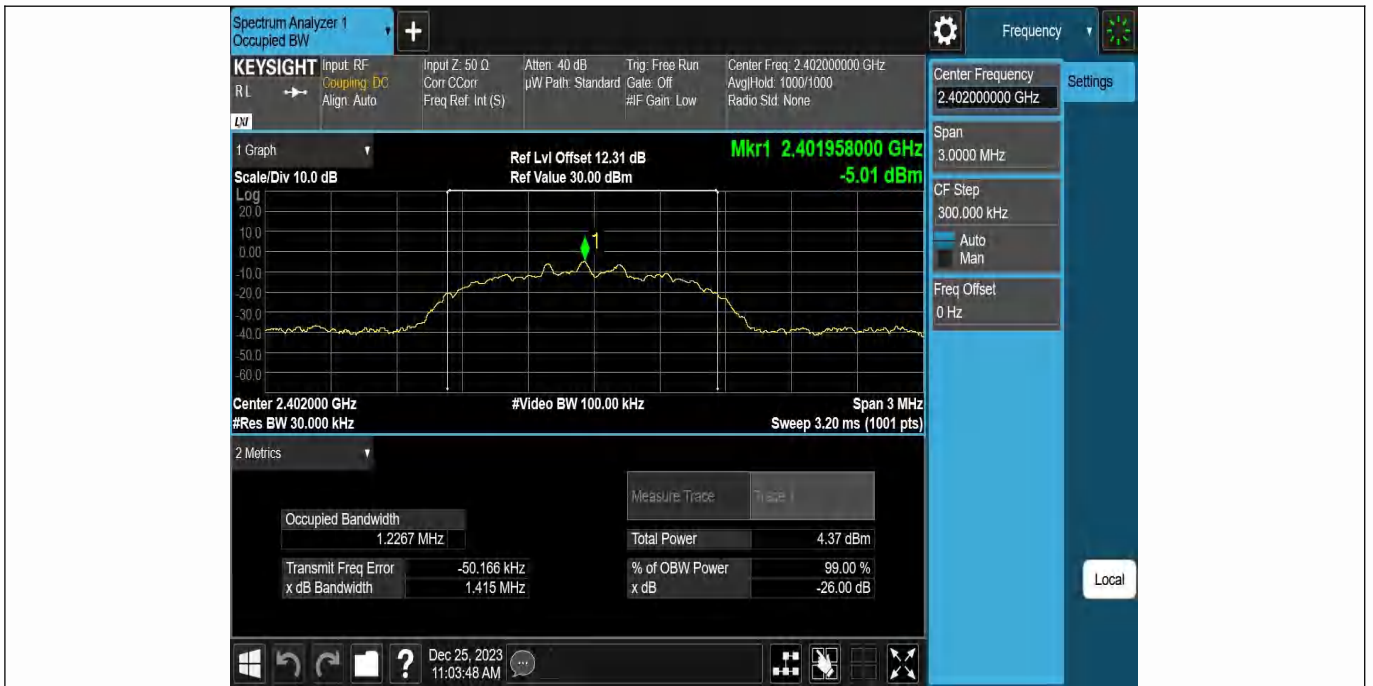 Spectrum Analyzer 1
Occupied BW
+
Frequency
KEYSIGHT
R L
LXI
Input: RF
Coupling: DC
Align: Auto
Input Z: 50 Ω
Corr CCorr
Freq Ref: Int (S)
Atten: 40 dB
µW Path: Standard
Trig: Free Run
Gate: Off
#IF Gain: Low
Center Freq: 2.402000000 GHz
Avg|Hold: 1000/1000
Radio Std: None
1 Graph
Scale/Div 10.0 dB
Ref Lvl Offset 12.31 dB
Ref Value 30.00 dBm
Mkr1 2.401958000 GHz
-5.01 dBm
Log
20.0
10.0
0.00
-10.0
-20.0
-30.0
-40.0
-50.0
-60.0
1
Center 2.402000 GHz
#Res BW 30.000 kHz
#Video BW 100.00 kHz
Span 3 MHz
Sweep 3.20 ms (1001 pts)
2 Metrics
Measure Trace
Trace 1
Occupied Bandwidth
1.2267 MHz
Total Power
4.37 dBm
Transmit Freq Error
-50.166 kHz
% of OBW Power
99.00 %
x dB Bandwidth
1.415 MHz
x dB
-26.00 dB
Center Frequency
2.402000000 GHz
Settings
Span
3.0000 MHz
CF Step
300.000 kHz
Auto
Man
Freq Offset
0 Hz
Local
?
Dec 25, 2023
11:03:48 AM